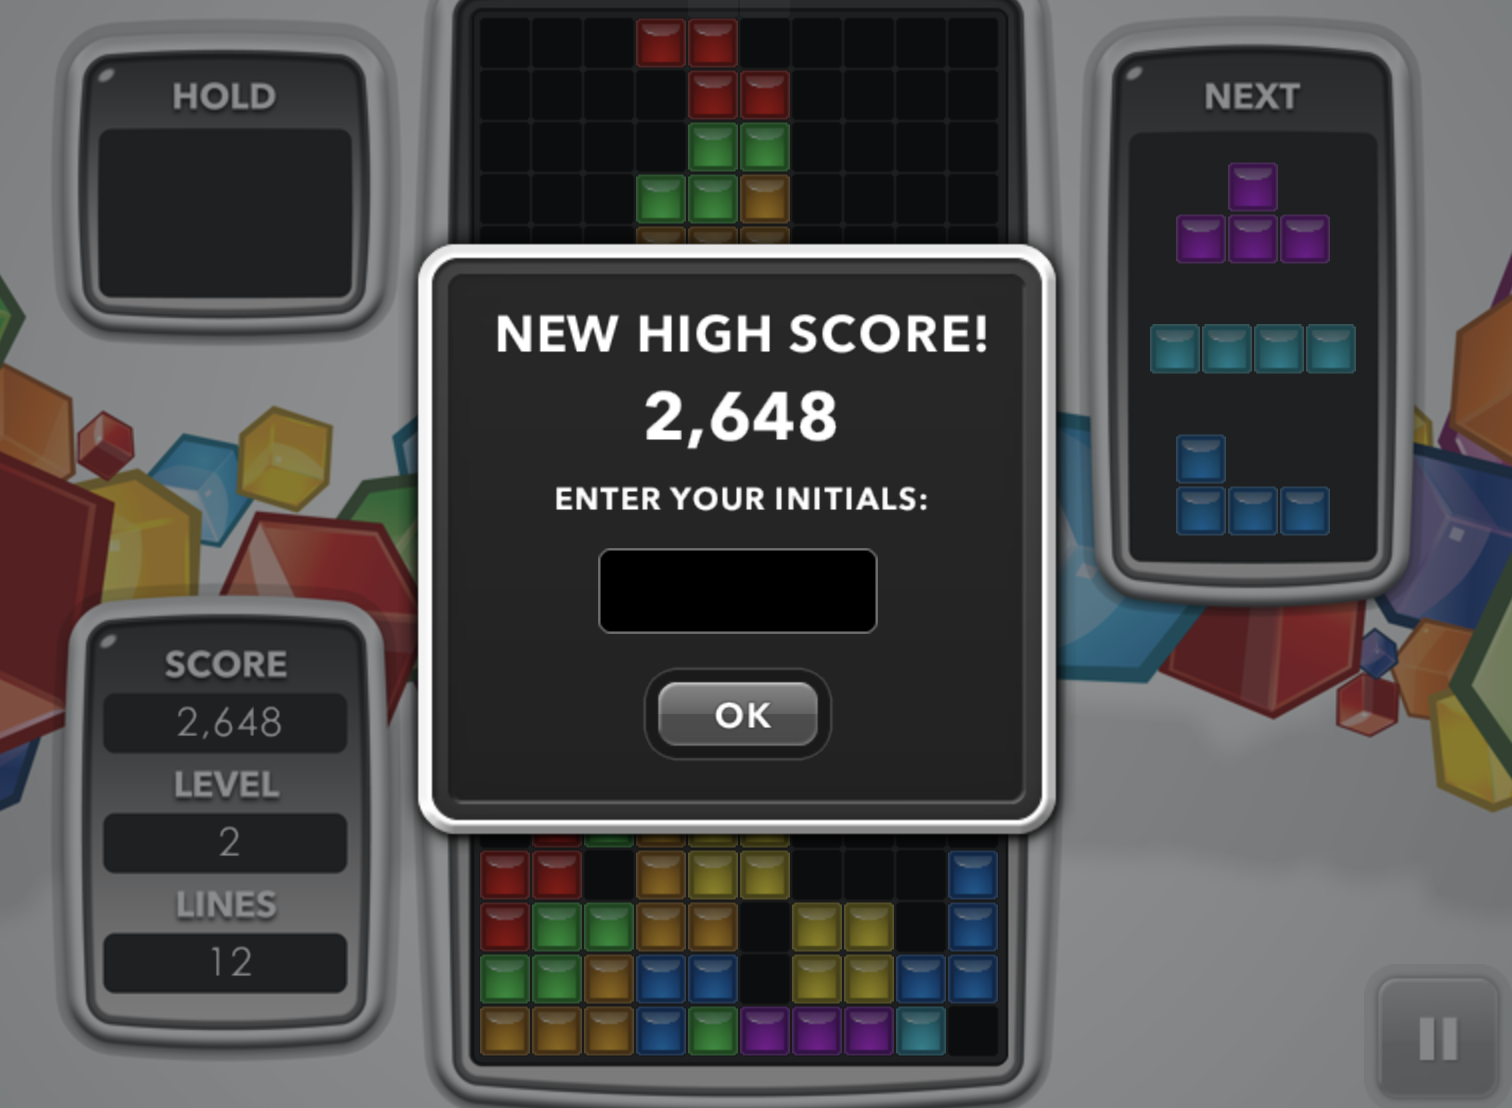 HOLD
NEXT
NEW HIGH SCORE!
2,648
ENTER YOUR INITIALS:
OK
SCORE
2,648
LEVEL
2
LINES
12